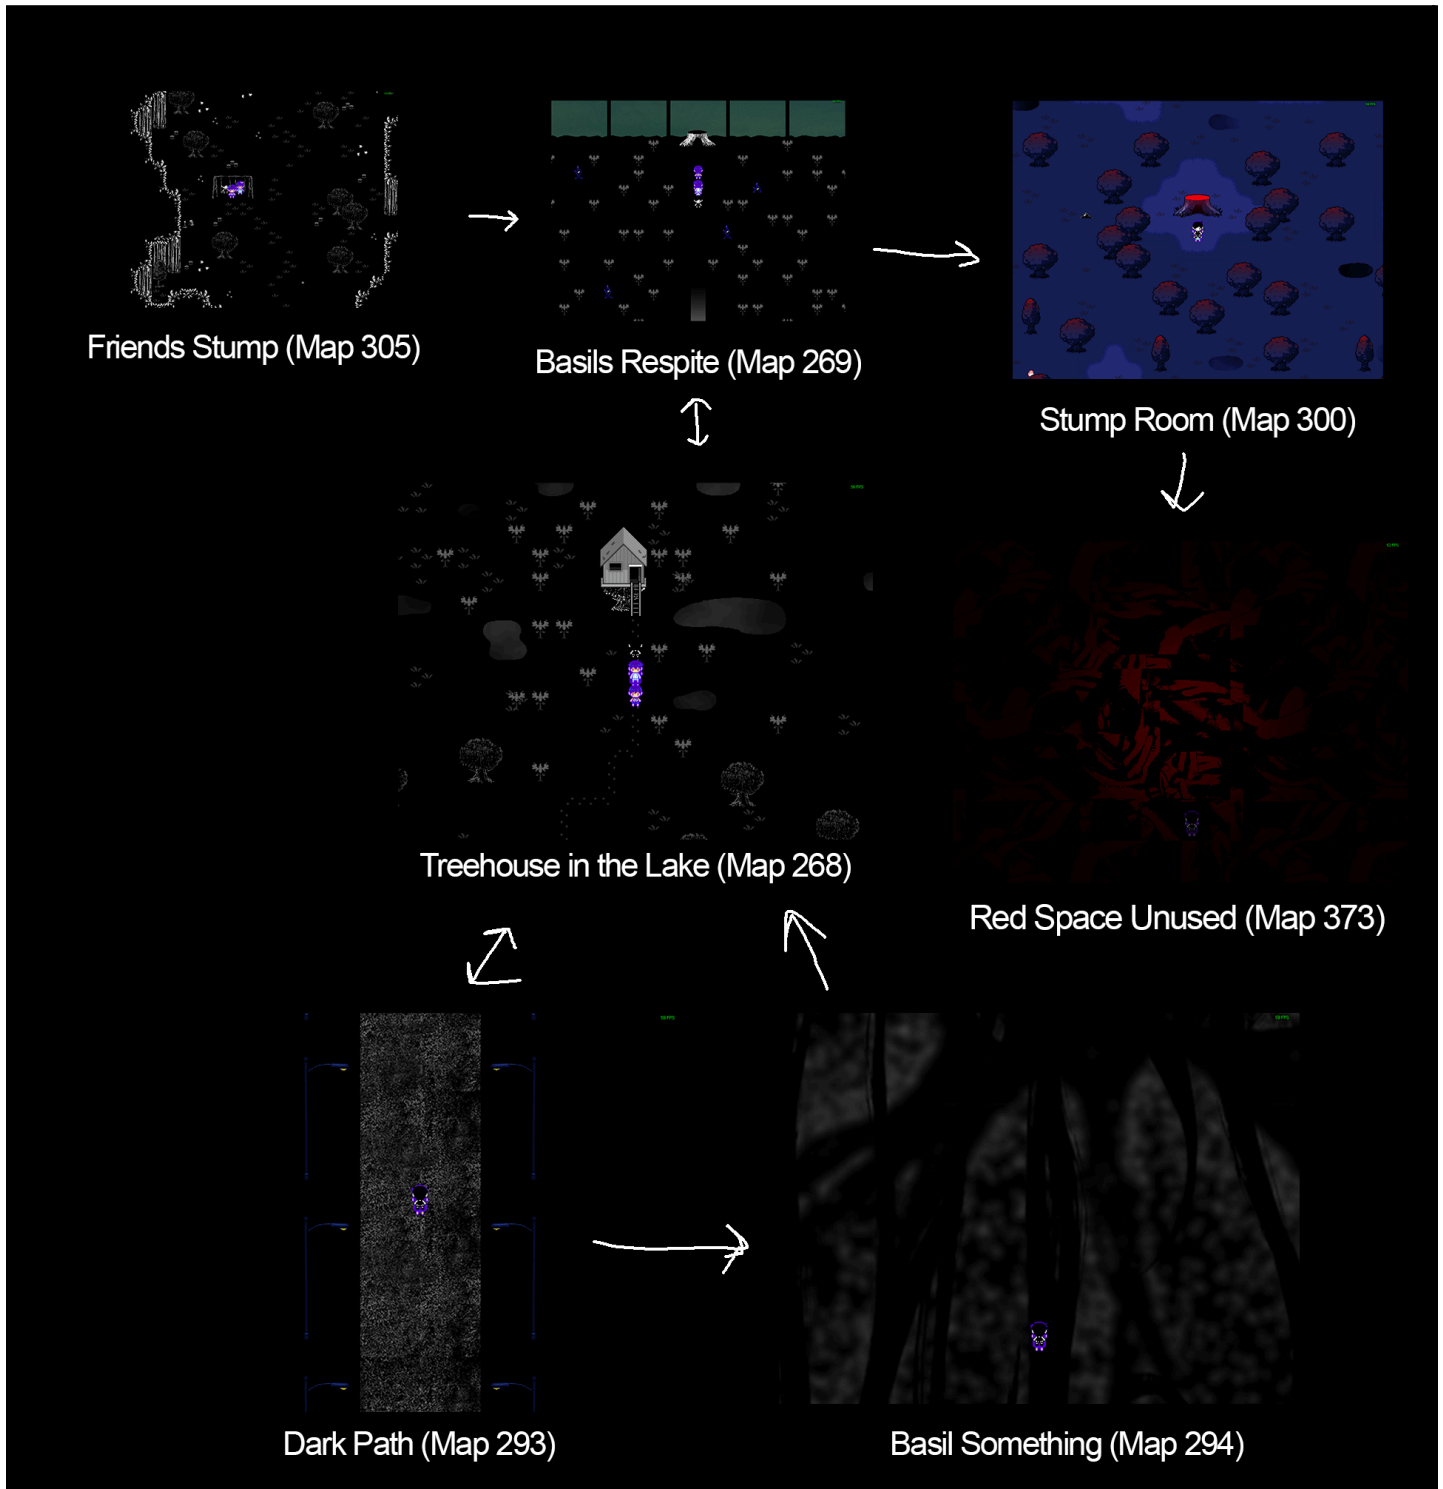 Friends Stump (Map 305)
Basils Respite (Map 269)
Stump Room (Map 300)
Treehouse in the Lake (Map 268)
Red Space Unused (Map 373)
Dark Path (Map 293)
Basil Something (Map 294)